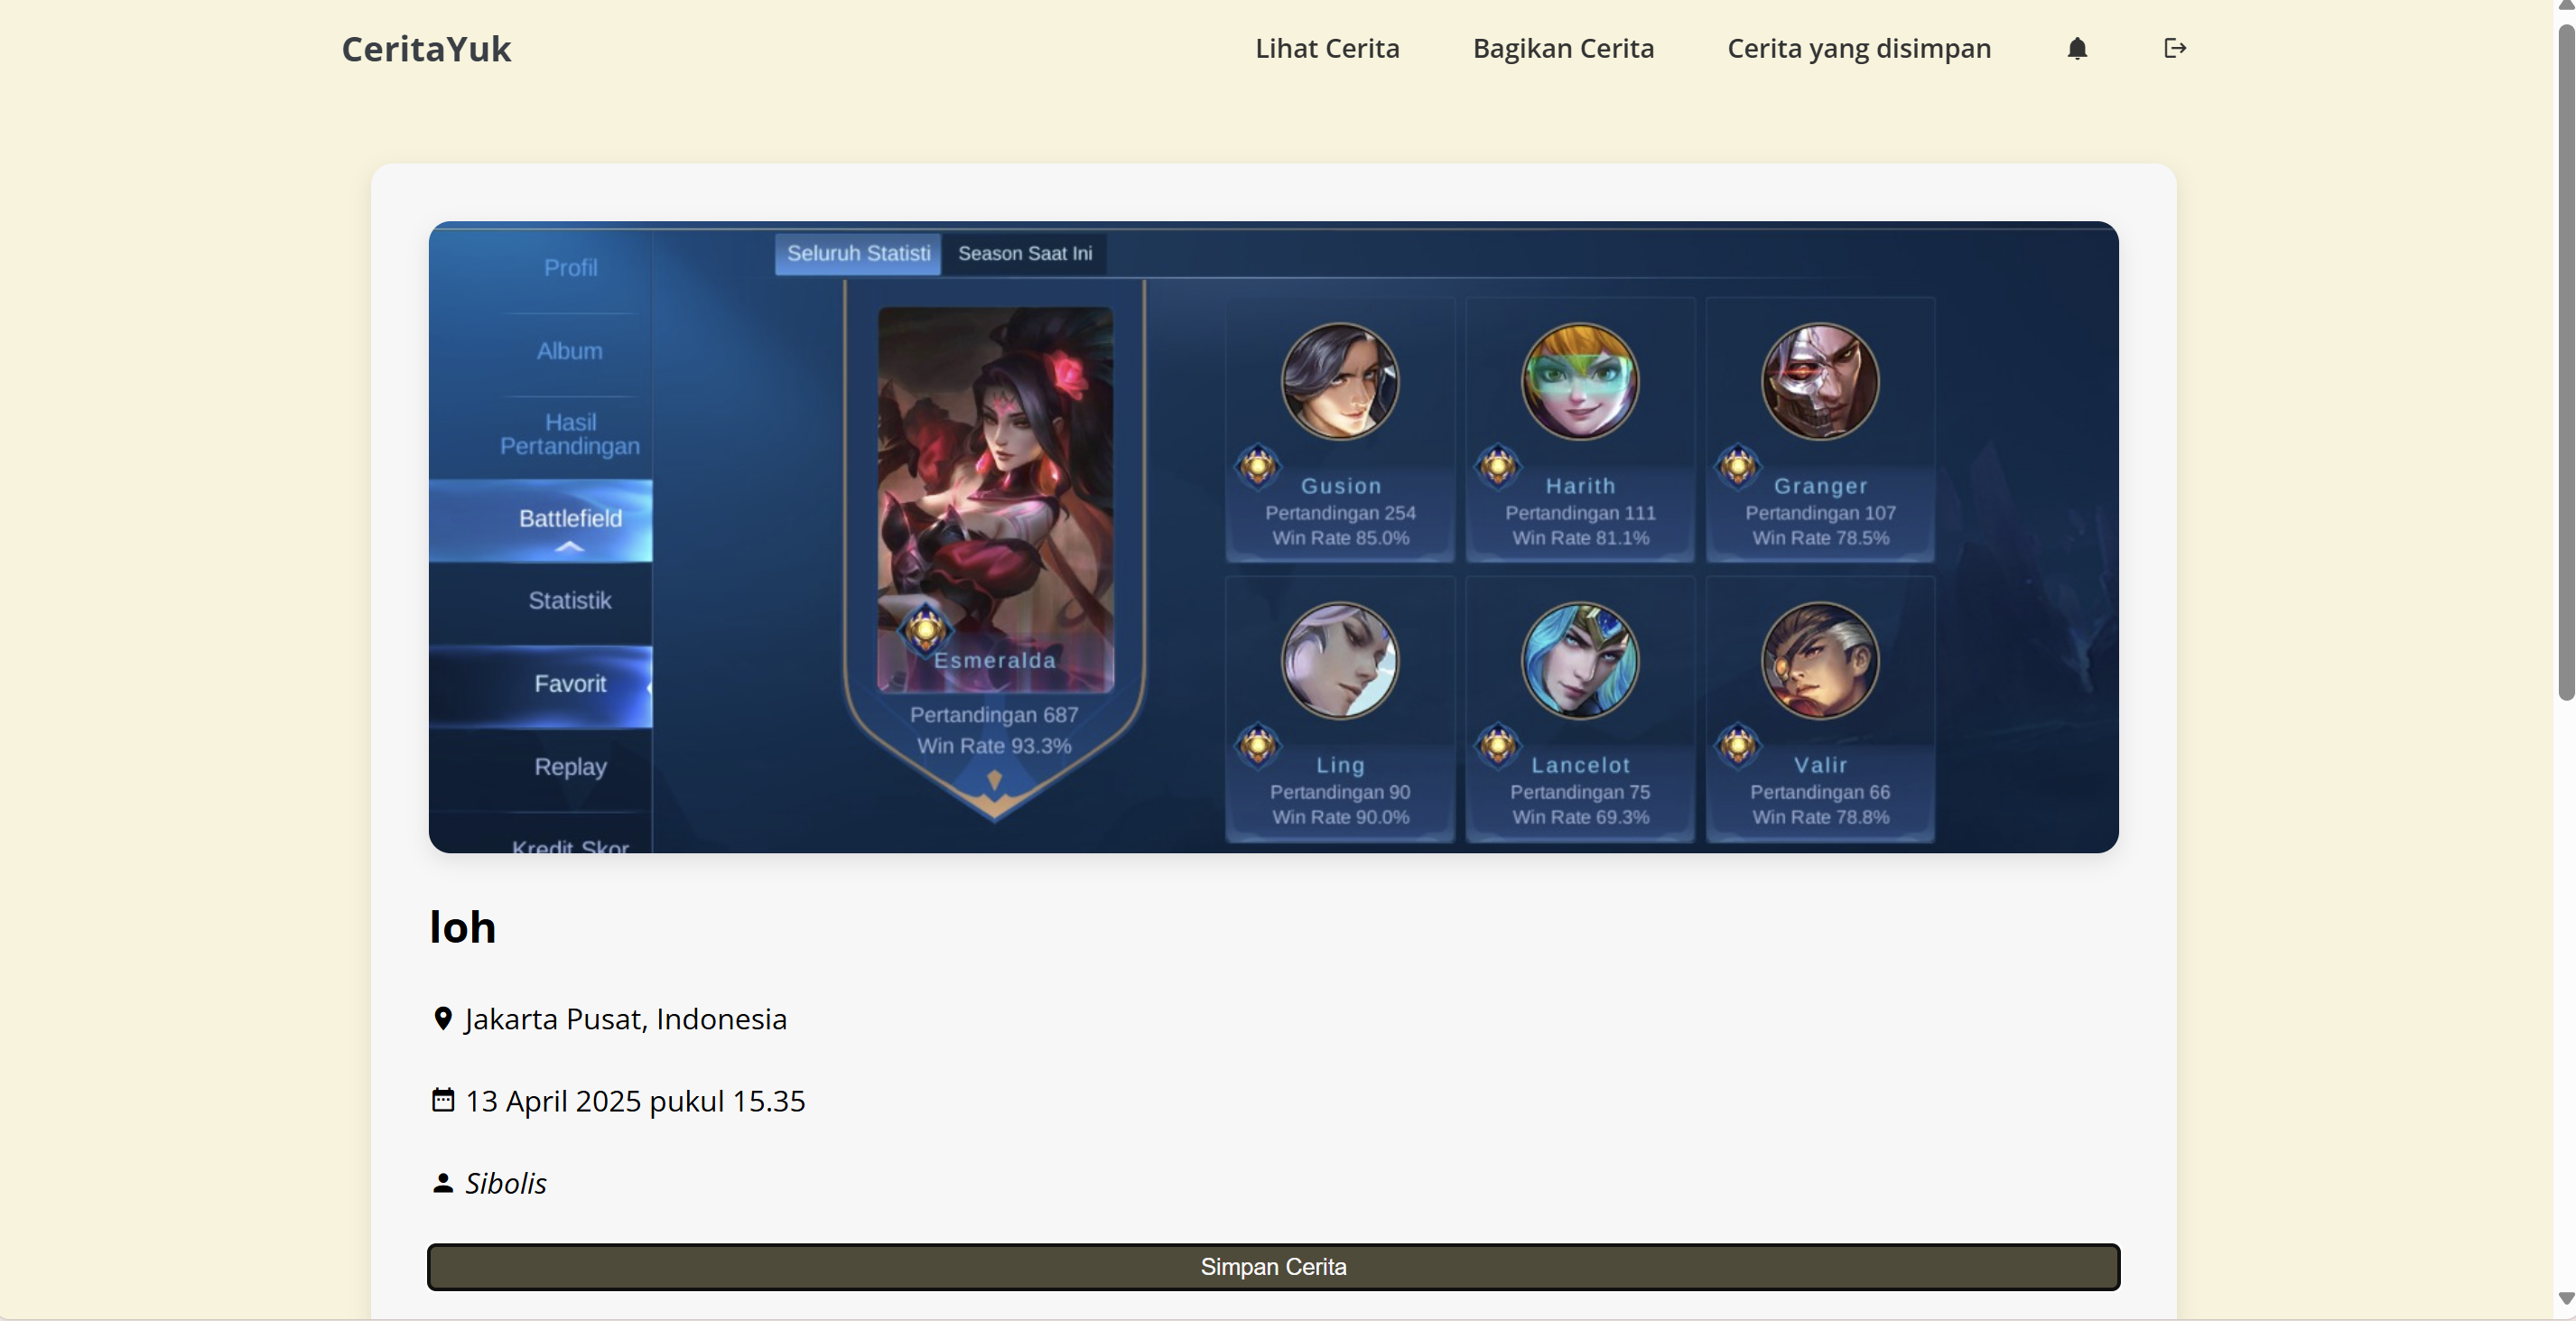 CeritaYuk
Lihat Cerita
Bagikan Cerita
Cerita yang disimpan
Profil
Album
Hasil
Pertandingan
Battlefield
Statistik
Favorit
Replay
Kredit Skor
Seluruh Statisti
Season Saat Ini
Esmeralda
Pertandingan 687
Win Rate 93.3%
Gusion
Pertandingan 254
Win Rate 85.0%
Harith
Pertandingan 111
Win Rate 81.1%
Granger
Pertandingan 107
Win Rate 78.5%
Ling
Pertandingan 90
Win Rate 90.0%
Lancelot
Pertandingan 75
Win Rate 69.3%
Valir
Pertandingan 66
Win Rate 78.8%
loh
Jakarta Pusat, Indonesia
13 April 2025 pukul 15.35
Sibolis
Simpan Cerita